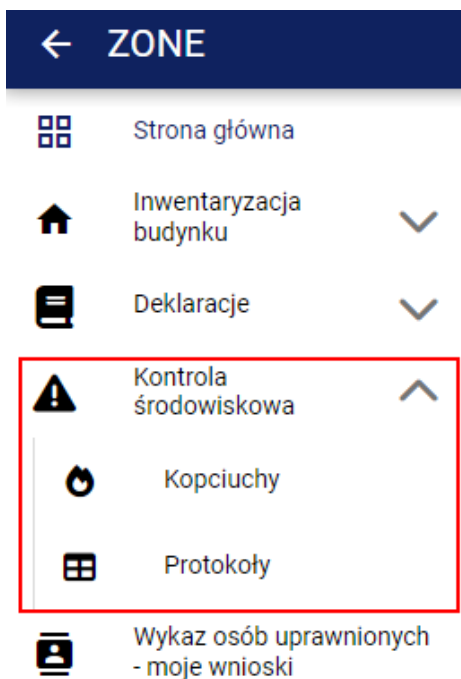 ZONE
Strona główna
Inwentaryzacja
budynku
Deklaracje
Kontrola
środowiskowa
Kopciuchy
Protokoły
Wykaz osób uprawnionych
- moje wnioski